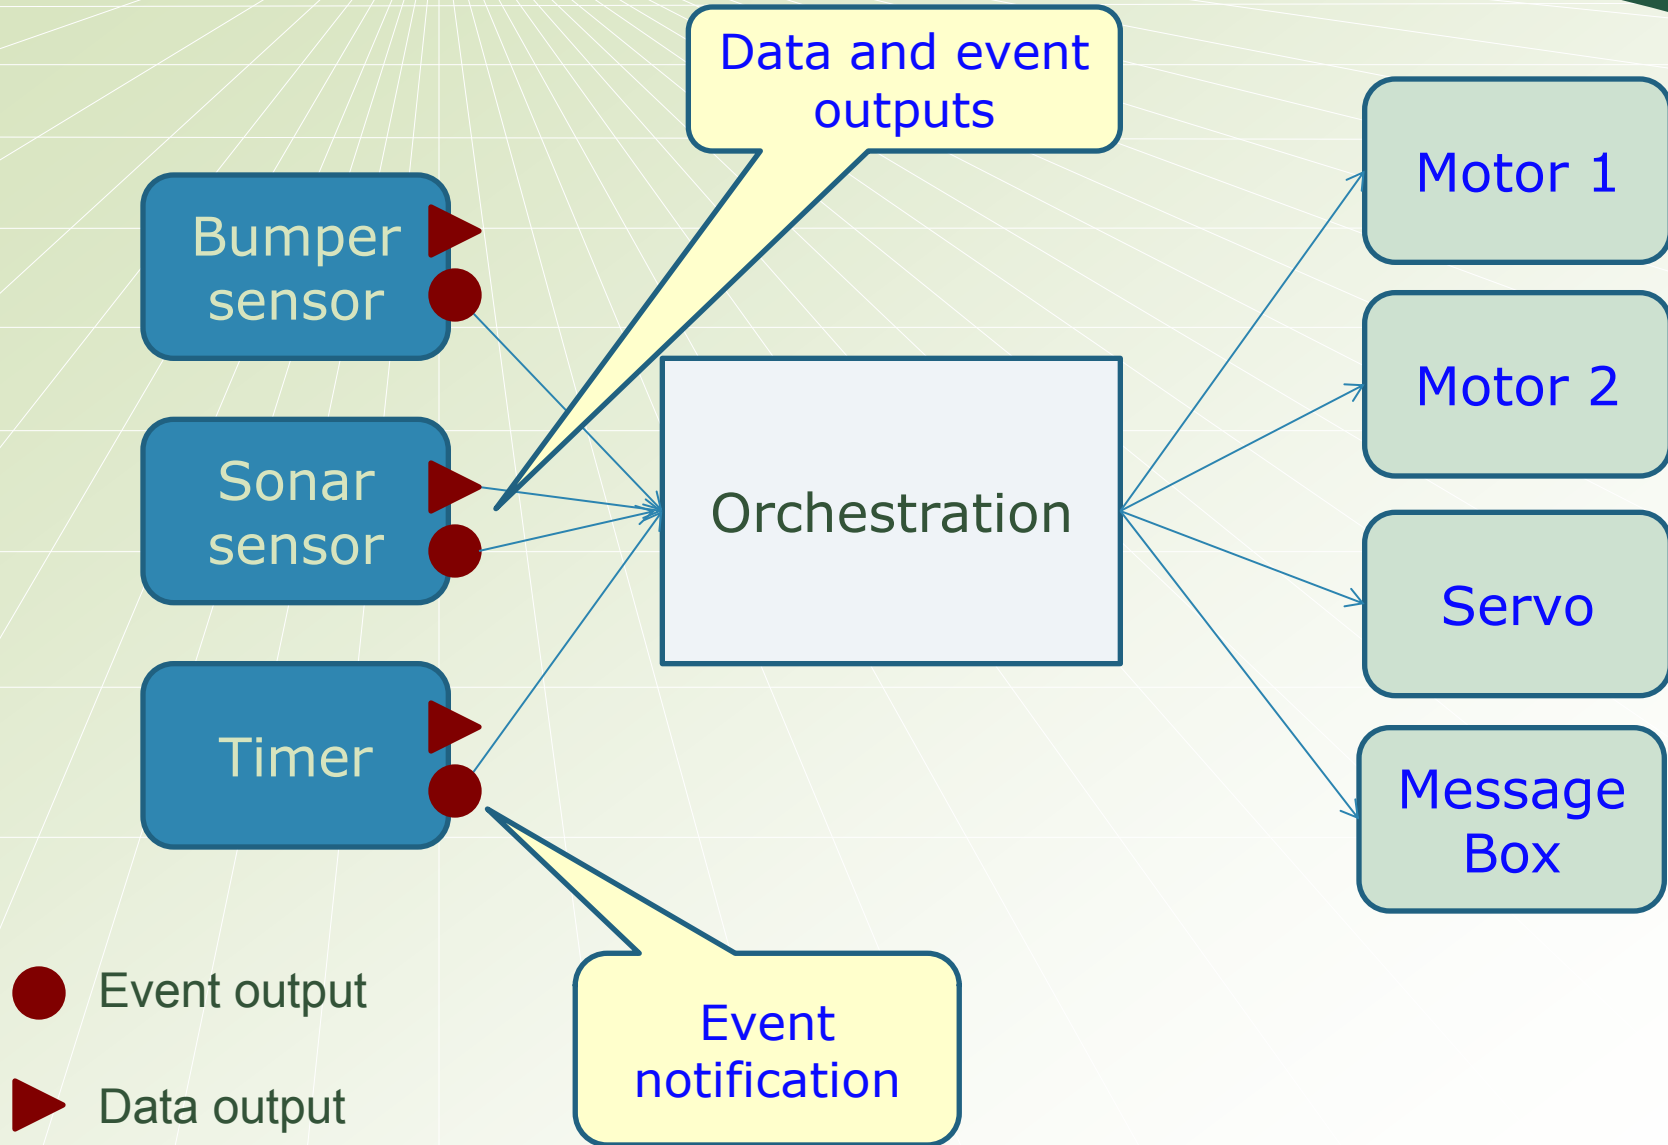 Data and event
outputs
Bumper
sensor
Sonar
sensor
Timer
Orchestration
Motor 1
Motor 2
Servo
Message
Box
Event
notification
Event output
Data output